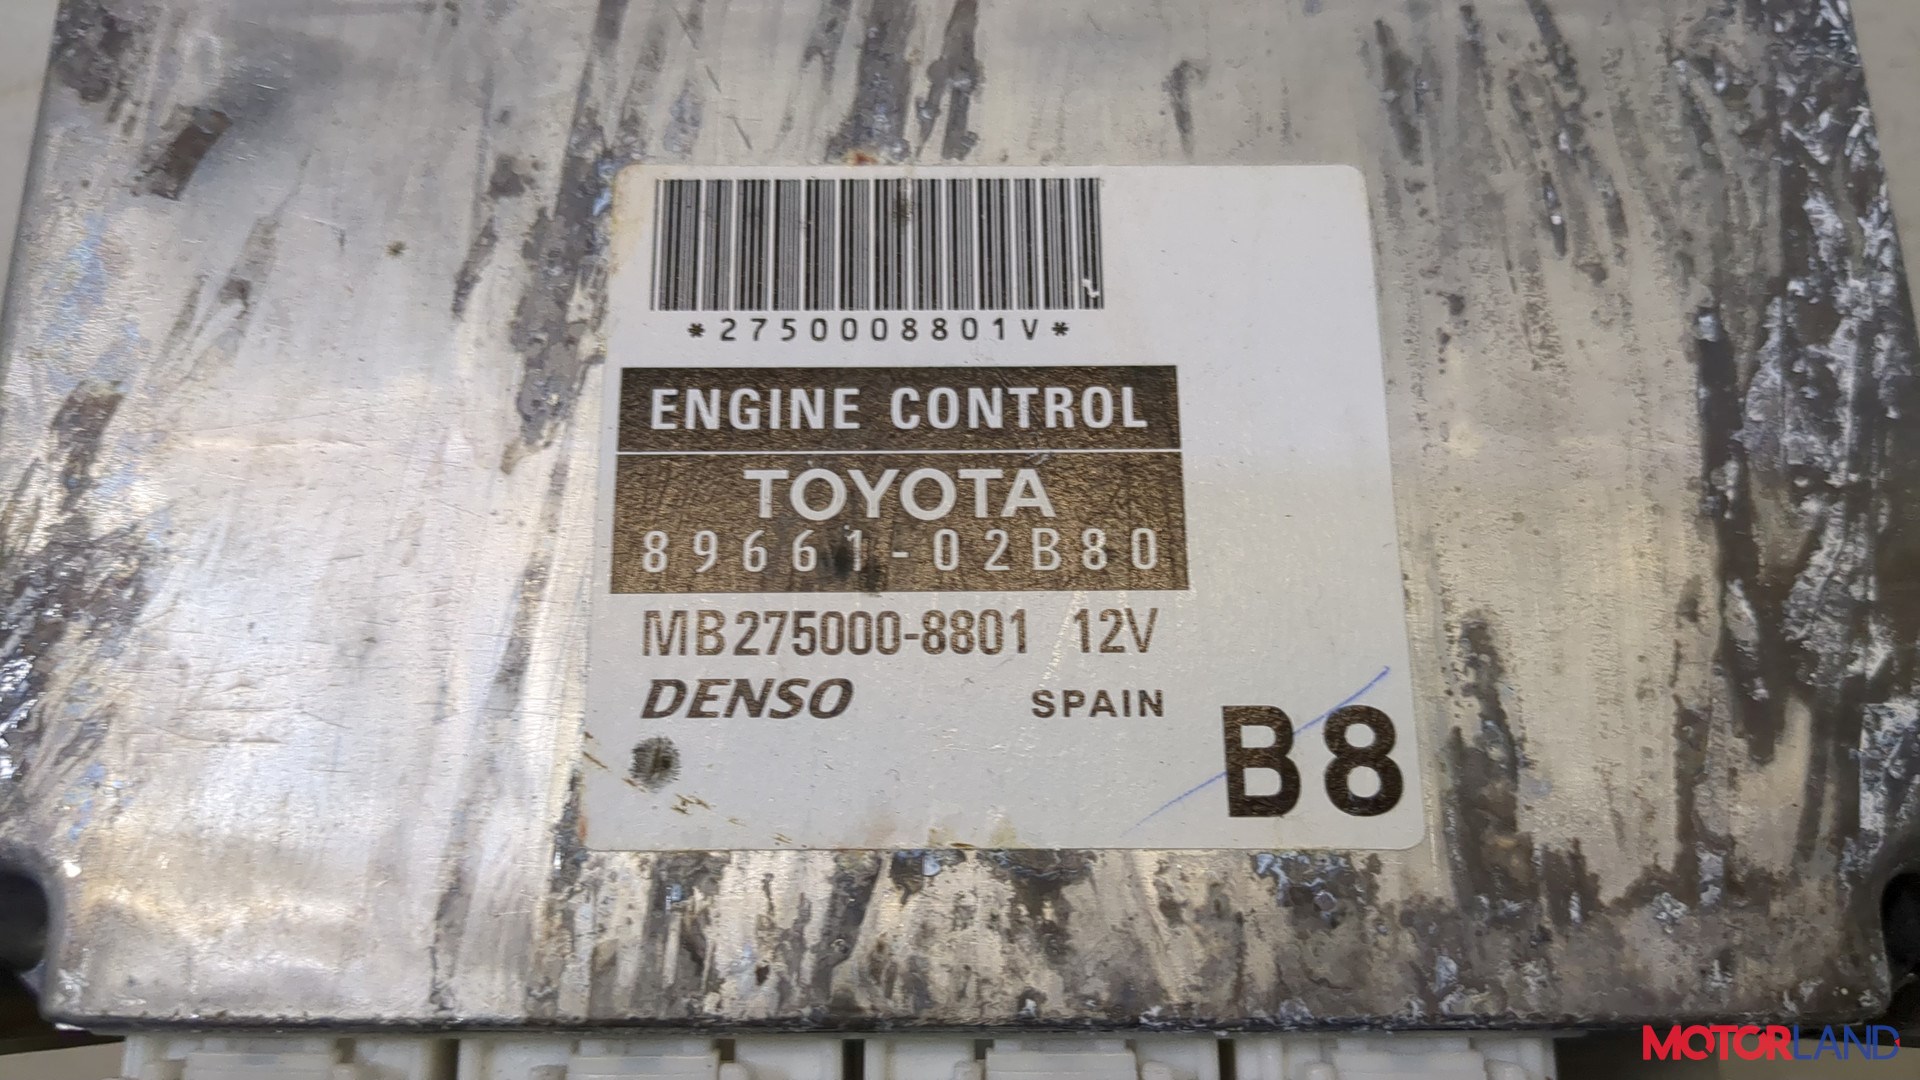 *2750008801V*
ENGINE CONTROL
TOYOTA
89661-02B80
MB275000-8801 12V
DENSO SPAIN
B8
MOTORLAND